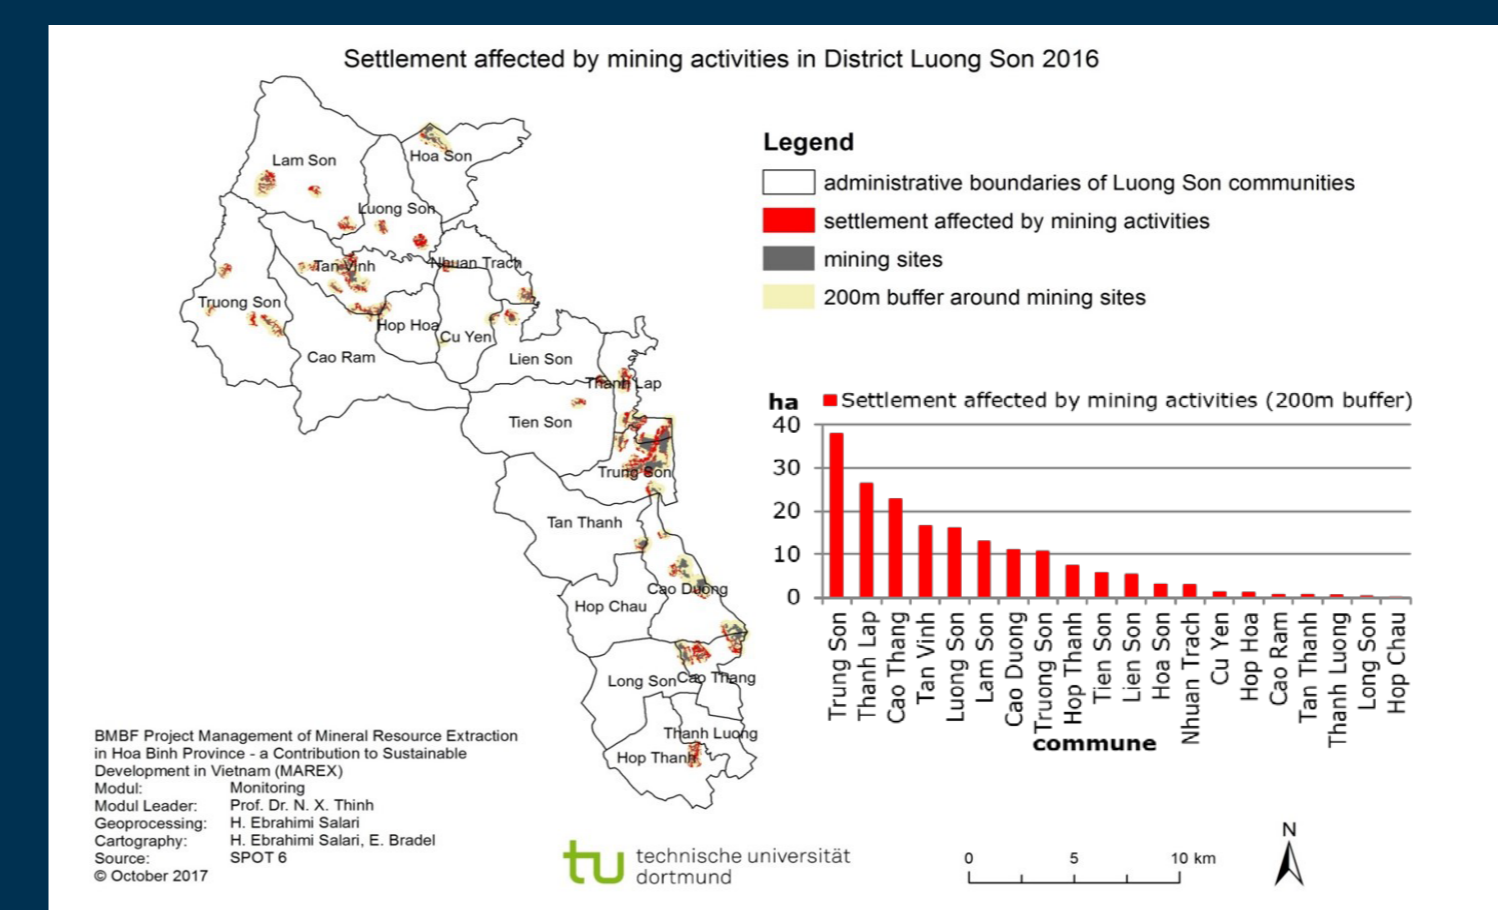 Settlement affected by mining activities in District Luong Son 2016
Lam Son
Hoa Son
Luong Son
Tan Vinh
Nhuan Trach
Truong Son
Hop Hoa
Cu Yen
Cao Ram
Lien Son
Thanh Lap
Tien Son
Trung Son
Tan Thanh
Cao Duong
Hop Chau
Long Son
Cao Thang
Thanh Luong
Hop Thanh
Legend
administrative boundaries of Luong Son communities
settlement affected by mining activities
mining sites
200m buffer around mining sites
ha
Settlement affected by mining activities (200m buffer)
40
30
20
10
0
Trung Son
Thanh Lap
Cao Thang
Tan Vinh
Luong Son
Lam Son
Cao Duong
Truong Son
Hop Thanh
Tien Son
Lien Son
Hoa Son
Nhuan Trach
Cu Yen
Hop Hoa
Cao Ram
Tan Thanh
Thanh Luong
Long Son
Hop Chau
commune
BMBF Project Management of Mineral Resource Extraction
in Hoa Binh Province - a Contribution to Sustainable
Development in Vietnam (MAREX)
Modul: Monitoring
Modul Leader: Prof. Dr. N. X. Thinh
Geoprocessing: H. Ebrahimi Salari
Cartography: H. Ebrahimi Salari, E. Bradel
Source: SPOT 6
© October 2017
tu technische universität
dortmund
0 5 10 km
N